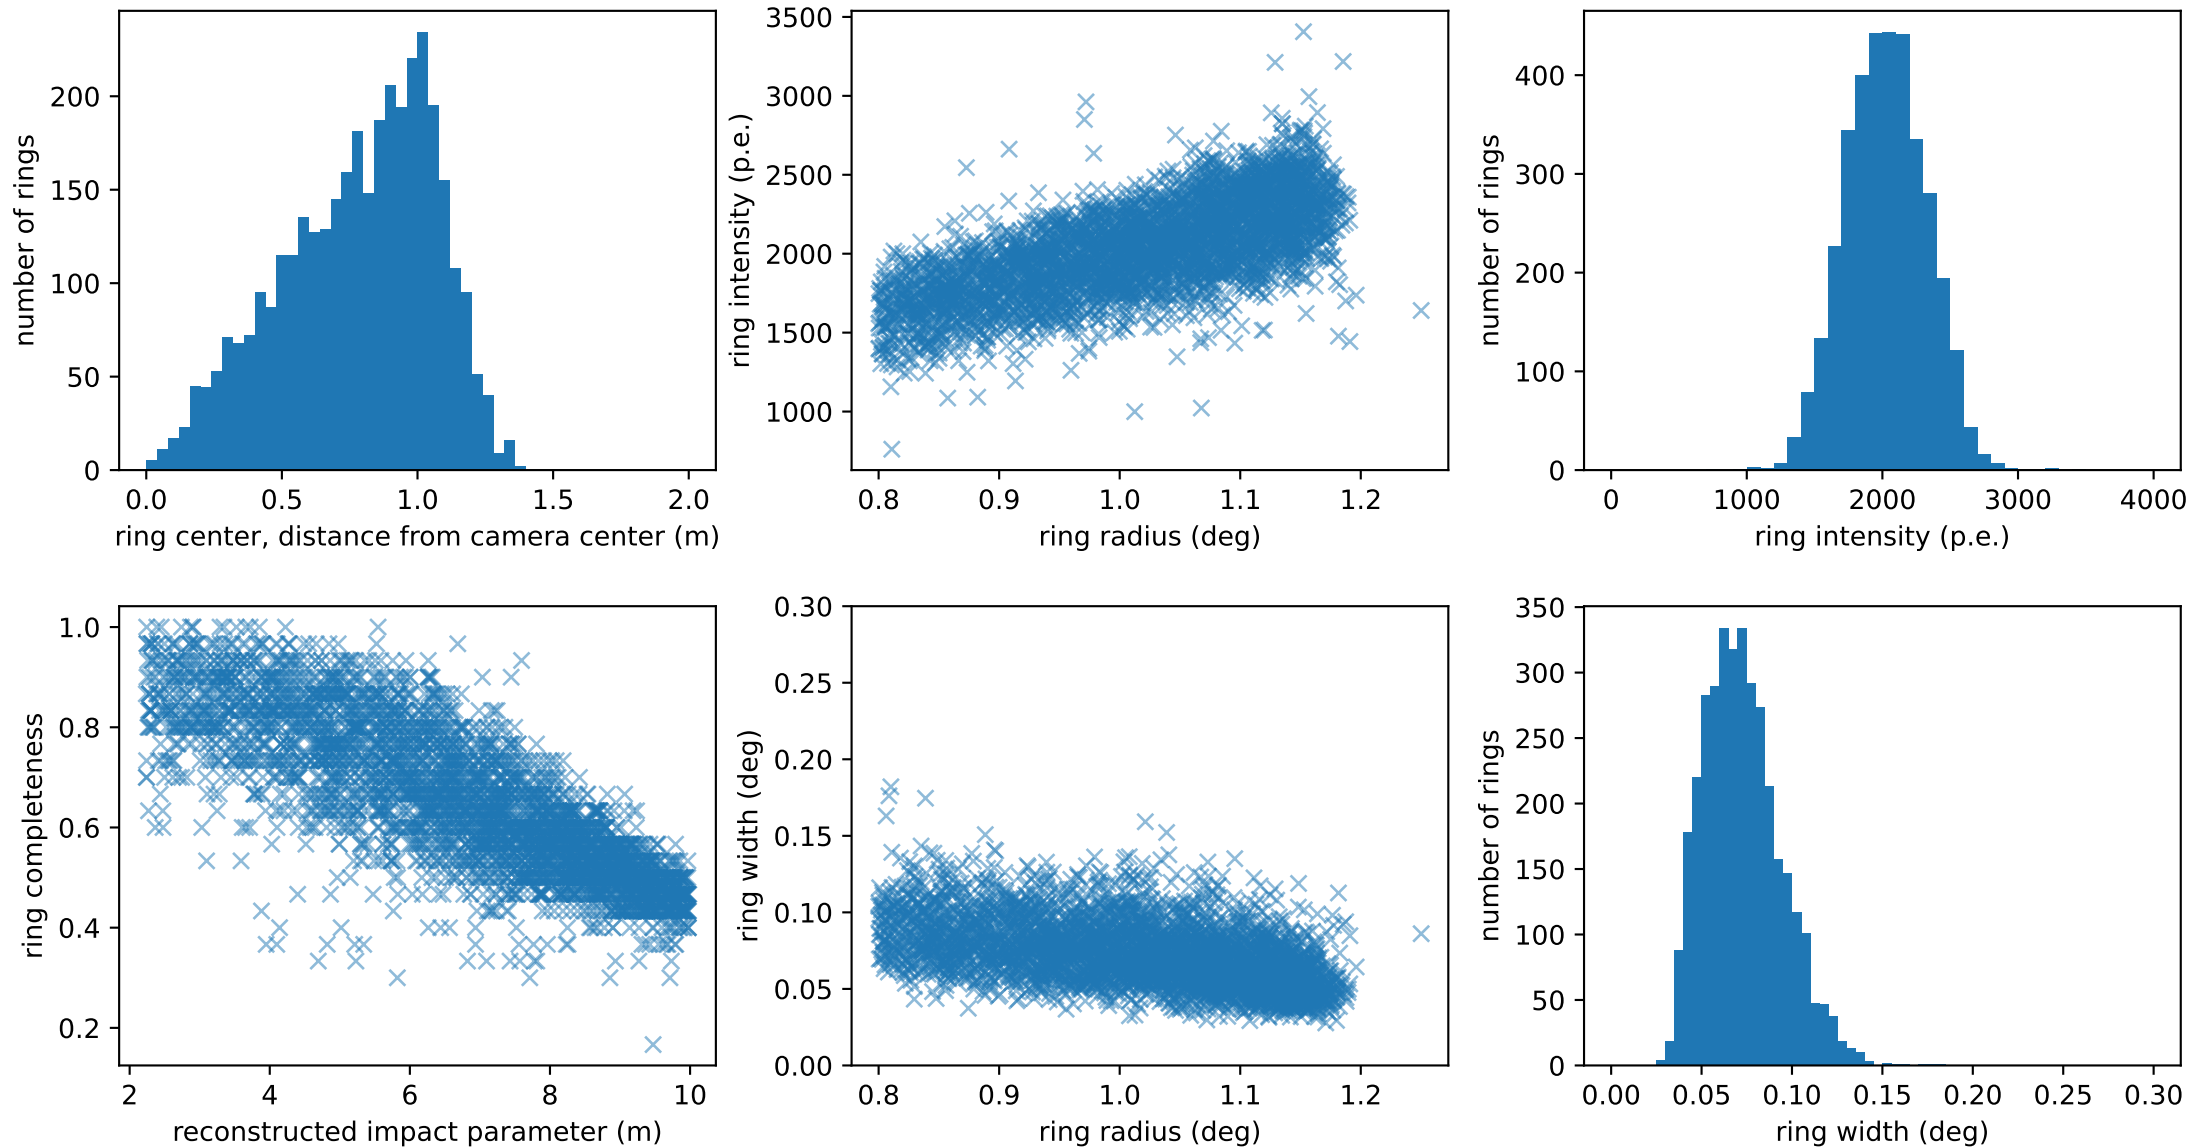 200
150
100
50
0
number of rings
0.0 0.5 1.0 1.5 2.0
ring center, distance from camera center (m)
3500
3000
2500
2000
1500
1000
ring intensity (p.e.)
0.8 0.9 1.0 1.1 1.2
ring radius (deg)
400
300
200
100
0
number of rings
0 1000 2000 3000 4000
ring intensity (p.e.)
1.0
0.8
0.6
0.4
0.2
ring completeness
2 4 6 8 10
reconstructed impact parameter (m)
0.30
0.25
0.20
0.15
0.10
0.05
0.00
ring width (deg)
0.8 0.9 1.0 1.1 1.2
ring radius (deg)
350
300
250
200
150
100
50
0
number of rings
0.00 0.05 0.10 0.15 0.20 0.25 0.30
ring width (deg)